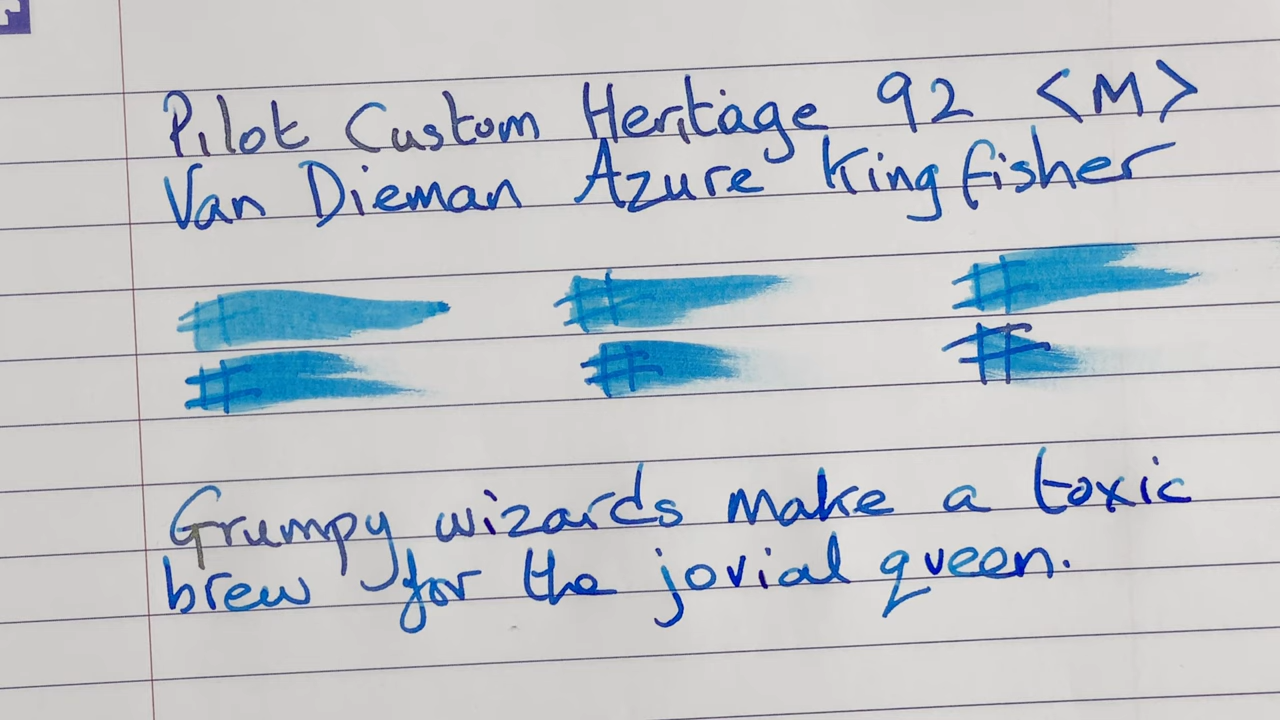 Pilot Custom Heritage 92 <M>
Van Dieman Azure Kingfisher
# # #
# # #
Grumpy wizards make a toxic
brew for the jovial queen.